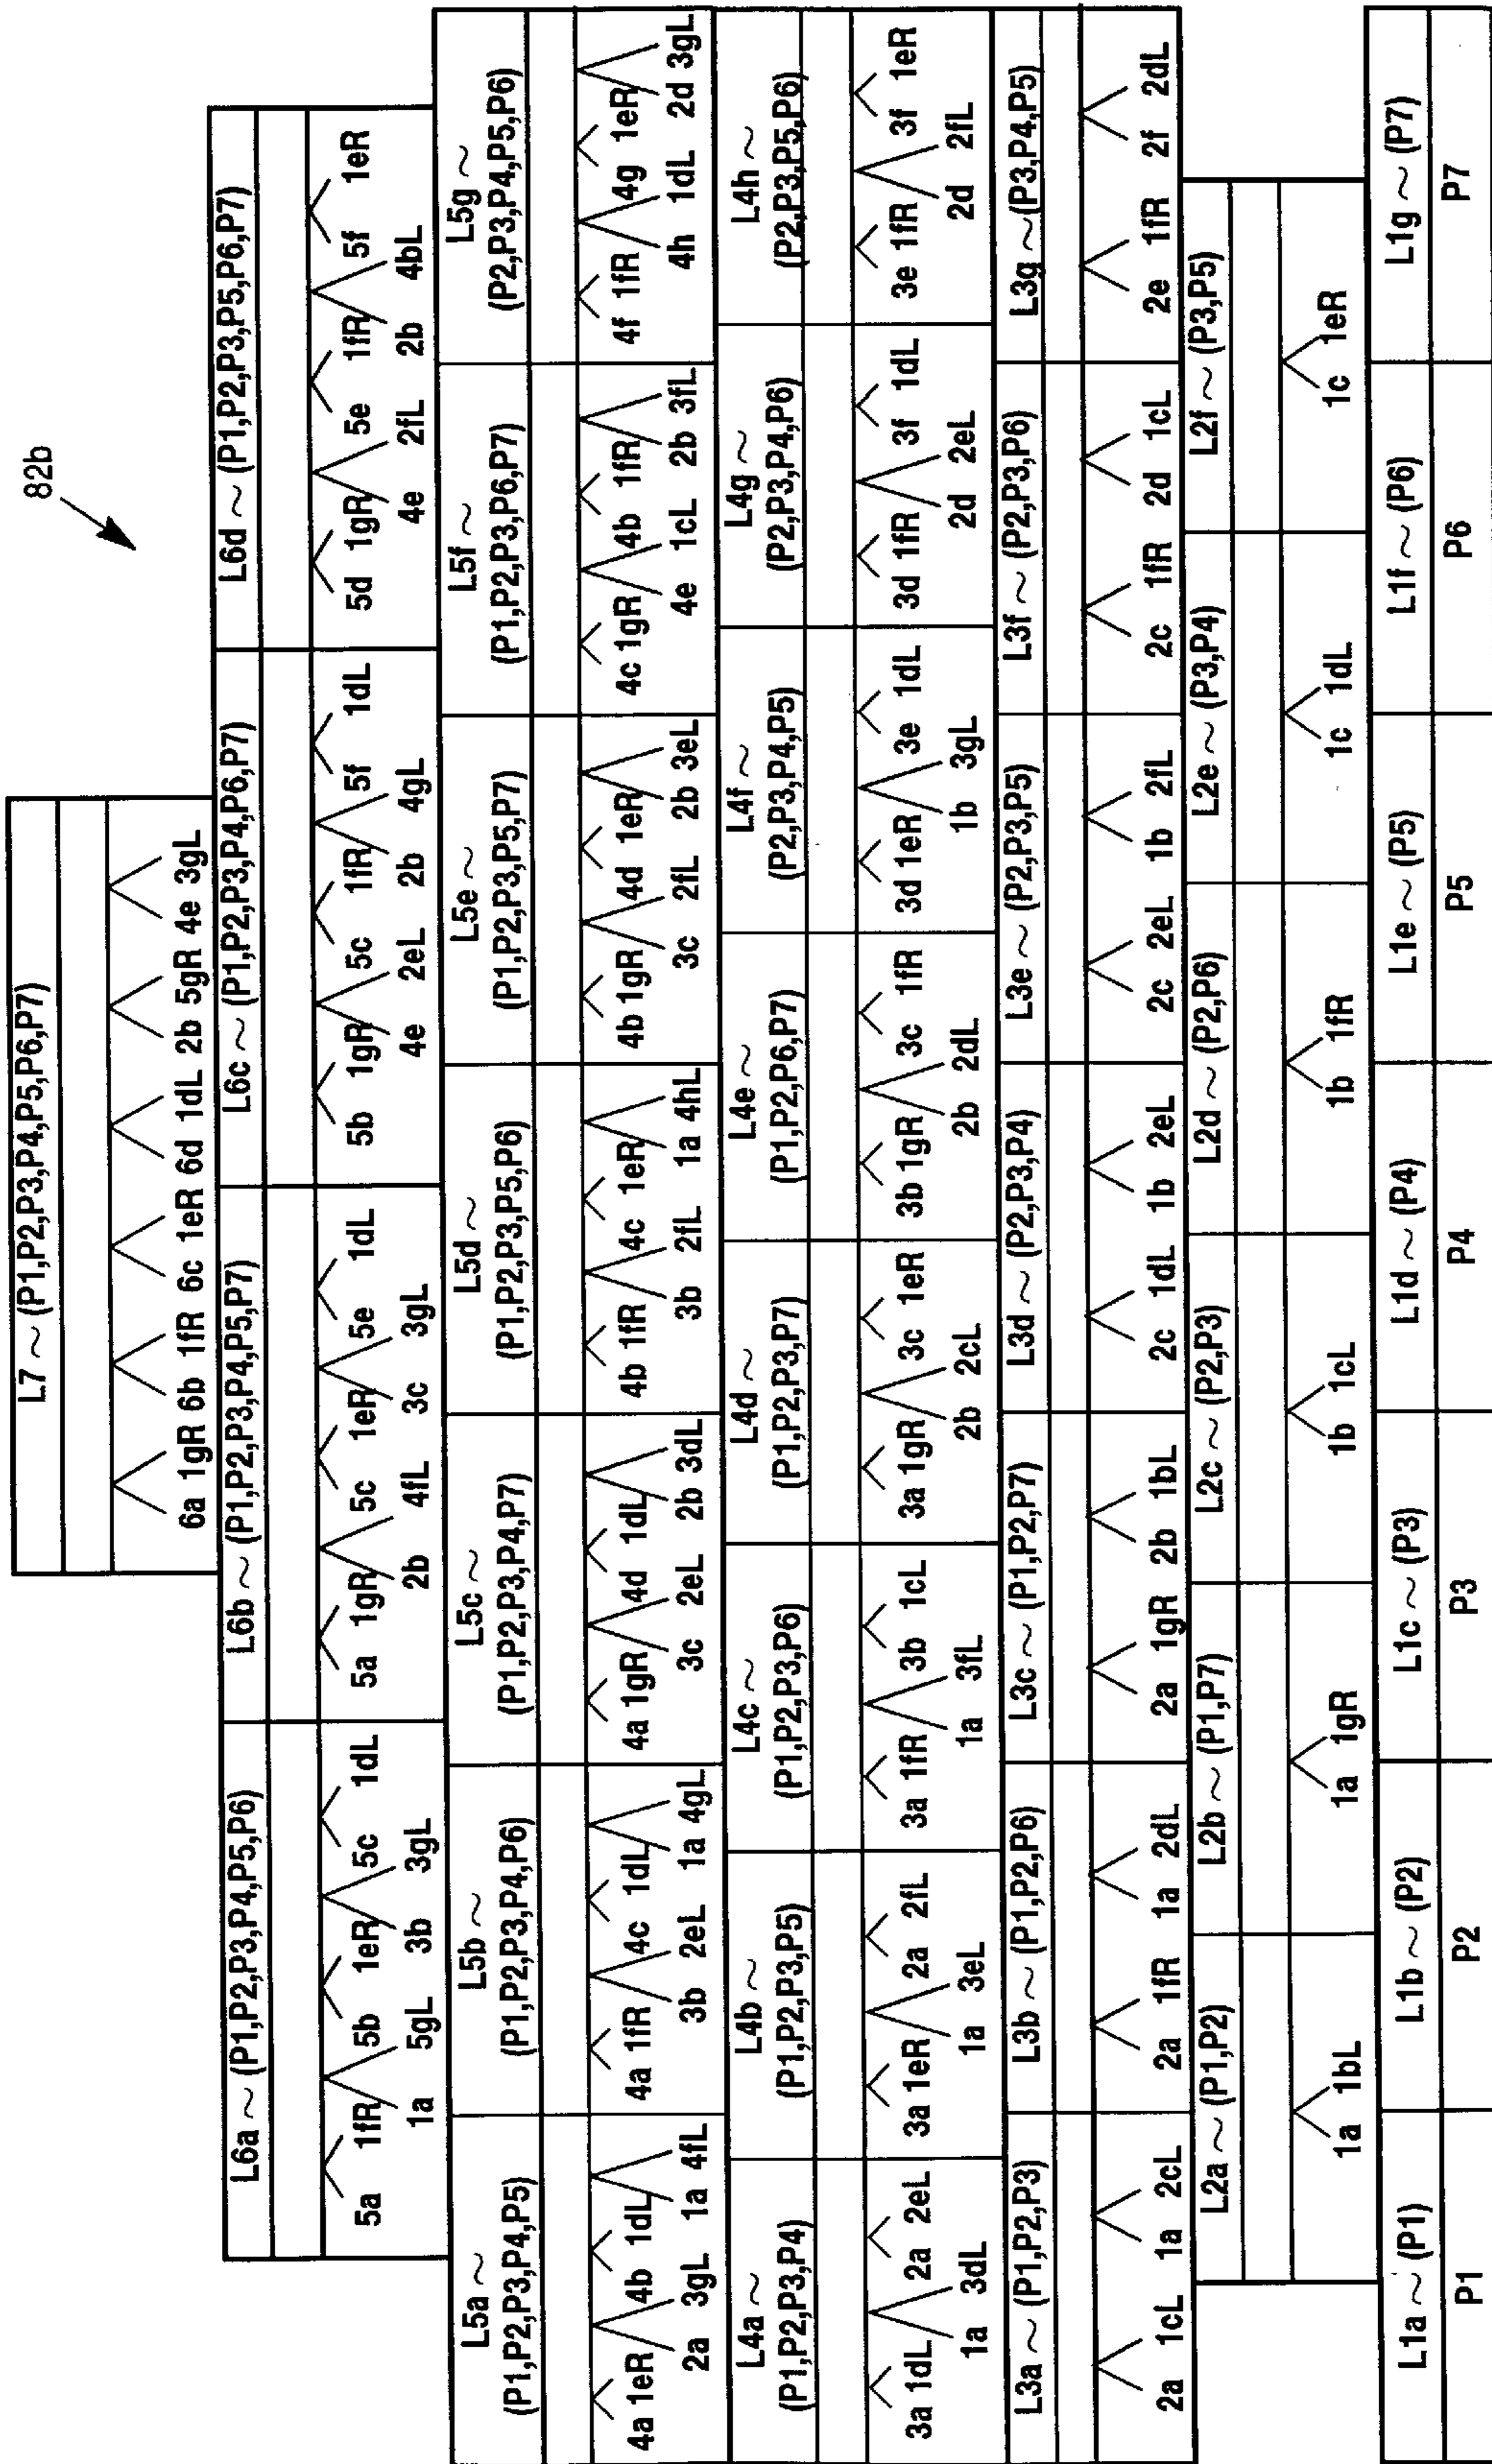 82b
L7 ~ (P1,P2,P3,P4,P5,P6,P7)
6a 1gR 6b 1fR 6c 1eR 6d 1dL 2b 5gR 4e 3gL
L6a ~ (P1,P2,P3,P4,P5,P6) L6b ~ (P1,P2,P3,P4,P5,P7) L6c ~ (P1,P2,P3,P4,P6,P7) L6d ~ (P1,P2,P3,P5,P6,P7)
5a 1fR 5b 1eR 5c 1dL 5a 1gR 5c 1eR 5e 1dL 5b 1gR 5c 1fR 5f 1dL 5d 1gR 5e 1fR 5f 1eR
1a 5gL 3b 3gL 2b 4fL 3c 3gL 4e 2eL 2b 4gL 4e 2fL 2b 4bL
L5a ~ L5b ~ L5c ~ L5d ~ L5e ~ L5f ~ L5g ~
(P1,P2,P3,P4,P5) (P1,P2,P3,P4,P6) (P1,P2,P3,P4,P7) (P1,P2,P3,P5,P6) (P1,P2,P3,P5,P7) (P1,P2,P3,P6,P7) (P2,P3,P4,P5,P6)
4a 1eR 4b 1dL 4a 1fR 4c 1dL 4a 1gR 4d 1dL 4b 1fR 4c 1eR 4b 1gR 4d 1eR 4c 1gR 4b 1fR 4f 1fR 4g 1eR
2a 3gL 1a 4fL 3b 2eL 1a 4gL 3c 2eL 2b 3dL 3b 2fL 1a 4hL 3c 2fL 2b 3eL 4e 1cL 2b 3fL 4h 1dL 2d 3gL
L4a ~ L4b ~ L4c ~ L4d ~ L4e ~ L4f ~ L4g ~ L4h ~
(P1,P2,P3,P4) (P1,P2,P3,P5) (P1,P2,P3,P6) (P1,P2,P3,P7) (P1,P2,P6,P7) (P2,P3,P4,P5) (P2,P3,P4,P6) (P2,P3,P5,P6)
3a 1dL 2a 2eL 3a 1eR 2a 2fL 3a 1fR 3b 1cL 3a 1gR 3c 1eR 3b 1gR 3c 1fR 3d 1eR 3e 1dL 3d 1fR 3f 1dL 3e 1fR 3f 1eR
1a 3dL 1a 3eL 1a 3fL 2b 2cL 2b 2dL 1b 3gL 2d 2eL 2d 2fL
L3a ~ (P1,P2,P3) L3b ~ (P1,P2,P6) L3c ~ (P1,P2,P7) L3d ~ (P2,P3,P4) L3e ~ (P2,P3,P5) L3f ~ (P2,P3,P6) L3g ~ (P3,P4,P5)
2a 1cL 1a 2cL 2a 1fR 1a 2dL 2a 1gR 2b 1bL 2c 1dL 1b 2eL 2c 2eL 1b 2fL 2c 1fR 2d 1cL 2e 1fR 2f 2dL
L2a ~ (P1,P2) L2b ~ (P1,P7) L2c ~ (P2,P3) L2d ~ (P2,P6) L2e ~ (P3,P4) L2f ~ (P3,P5)
1a 1bL 1a 1gR 1b 1cL 1b 1fR 1c 1dL 1c 1eR
L1a ~ (P1) L1b ~ (P2) L1c ~ (P3) L1d ~ (P4) L1e ~ (P5) L1f ~ (P6) L1g ~ (P7)
P1 P2 P3 P4 P5 P6 P7